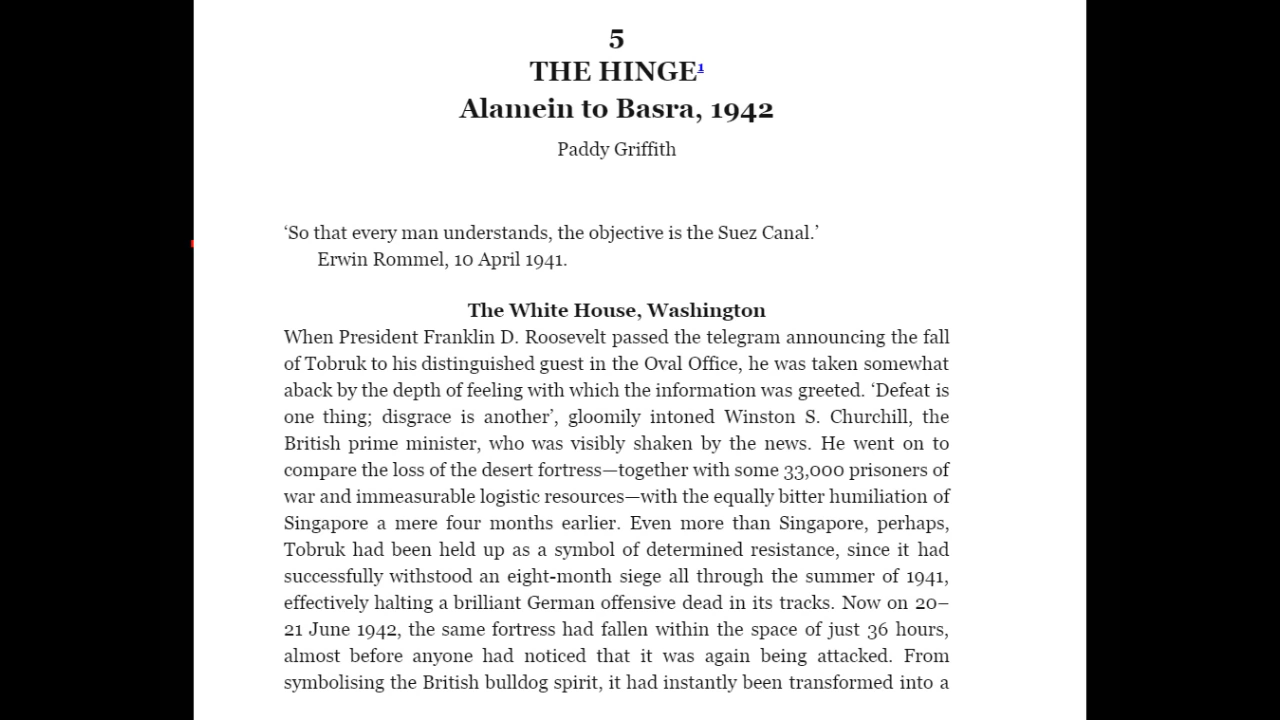 5
THE HINGE1
Alamein to Basra, 1942
Paddy Griffith
‘So that every man understands, the objective is the Suez Canal.’
Erwin Rommel, 10 April 1941.
The White House, Washington
When President Franklin D. Roosevelt passed the telegram announcing the fall
of Tobruk to his distinguished guest in the Oval Office, he was taken somewhat
aback by the depth of feeling with which the information was greeted. ‘Defeat is
one thing; disgrace is another’, gloomily intoned Winston S. Churchill, the
British prime minister, who was visibly shaken by the news. He went on to
compare the loss of the desert fortress—together with some 33,000 prisoners of
war and immeasurable logistic resources—with the equally bitter humiliation of
Singapore a mere four months earlier. Even more than Singapore, perhaps,
Tobruk had been held up as a symbol of determined resistance, since it had
successfully withstood an eight-month siege all through the summer of 1941,
effectively halting a brilliant German offensive dead in its tracks. Now on 20–
21 June 1942, the same fortress had fallen within the space of just 36 hours,
almost before anyone had noticed that it was again being attacked. From
symbolising the British bulldog spirit, it had instantly been transformed into a